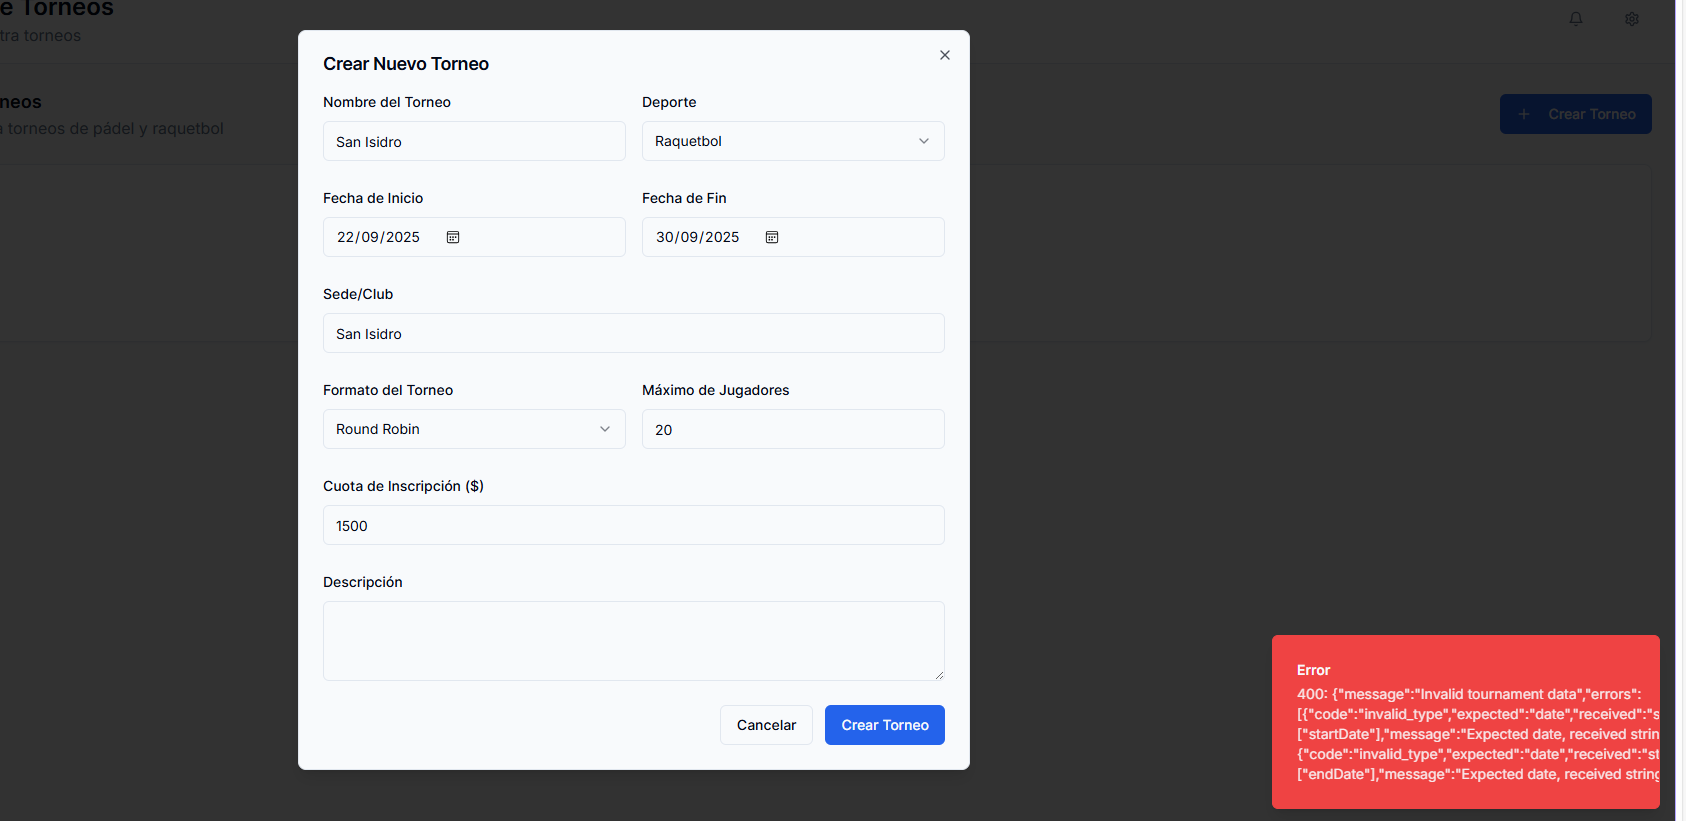 e Torneos
tra torneos
neos
a torneos de pádel y raquetbol
Crear Torneo
Crear Nuevo Torneo
Nombre del Torneo
Deporte
San Isidro
Raquetbol
Fecha de Inicio
Fecha de Fin
22/09/2025
30/09/2025
Sede/Club
San Isidro
Formato del Torneo
Máximo de Jugadores
Round Robin
20
Cuota de Inscripción ($)
1500
Descripción
Cancelar
Crear Torneo
Error
400: {"message":"Invalid tournament data","errors":
[{"code":"invalid_type","expected":"date","received":"s
["startDate"],"message":"Expected date, received strin
{"code":"invalid_type","expected":"date","received":"st
["endDate"],"message":"Expected date, received string